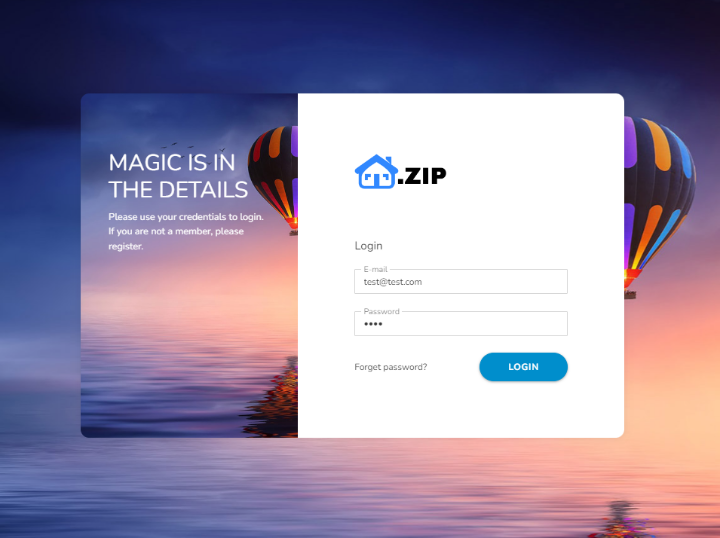 MAGIC IS IN
THE DETAILS
Please use your credentials to login.
If you are not a member, please
register.
.ZIP
Login
E-mail
test@test.com
Password
••••
Forget password?
LOGIN